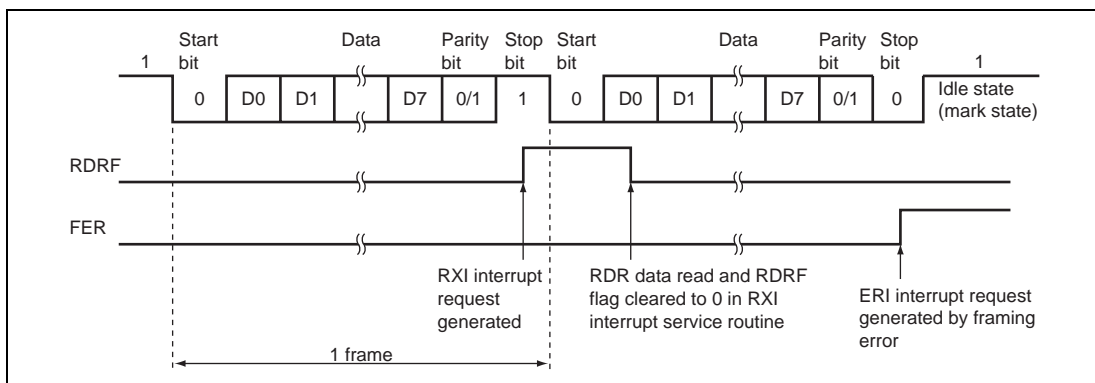 Start bit
Data
Parity bit
Stop bit
Start bit
Data
Parity bit
Stop bit
1
1
0
D0
D1
D7
0/1
1
0
D0
D1
D7
0/1
0
Idle state
(mark state)
RDRF
FER
RXI interrupt
request
generated
RDR data read and RDRF
flag cleared to 0 in RXI
interrupt service routine
ERI interrupt request
generated by framing
error
1 frame